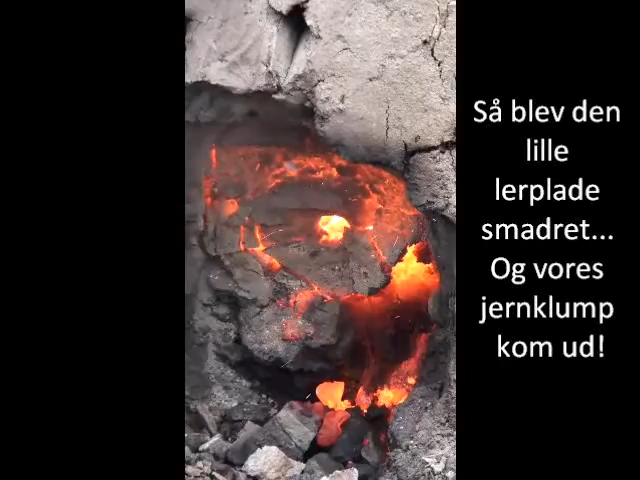 Så blev den
lille
lerplade
smadret...
Og vores
jernklump
kom ud!